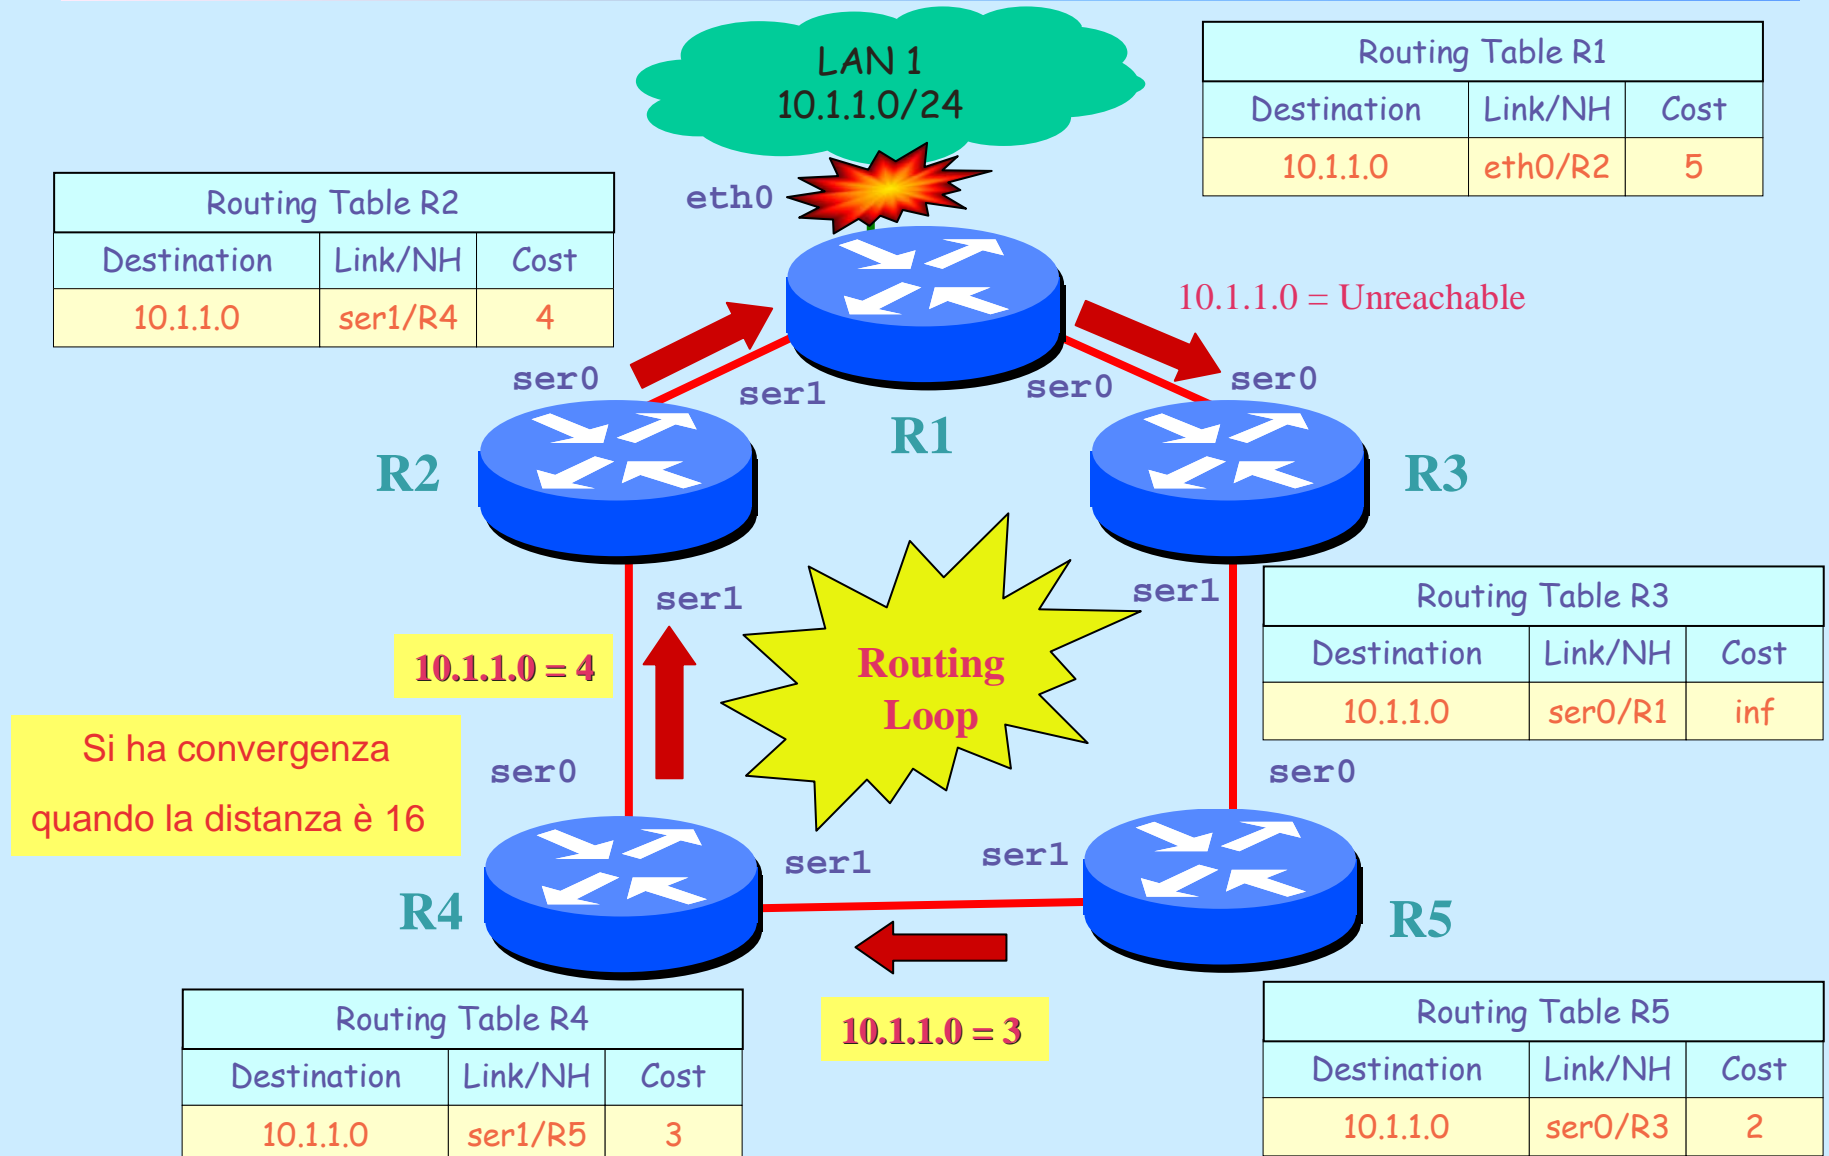 LAN 1
10.1.1.0/24
Routing Table R1
Destination Link/NH Cost
10.1.1.0 eth0/R2 5
eth0
Routing Table R2
Destination Link/NH Cost
10.1.1.0 ser1/R4 4
10.1.1.0 = Unreachable
ser0
ser1
ser0
ser0
R1
R2
R3
ser1
ser1
Routing Table R3
Destination Link/NH Cost
10.1.1.0 ser0/R1 inf
10.1.1.0 = 4
Routing
Loop
Si ha convergenza
quando la distanza è 16
ser0
ser0
ser1
ser1
R4
R5
Routing Table R4
Destination Link/NH Cost
10.1.1.0 ser1/R5 3
10.1.1.0 = 3
Routing Table R5
Destination Link/NH Cost
10.1.1.0 ser0/R3 2